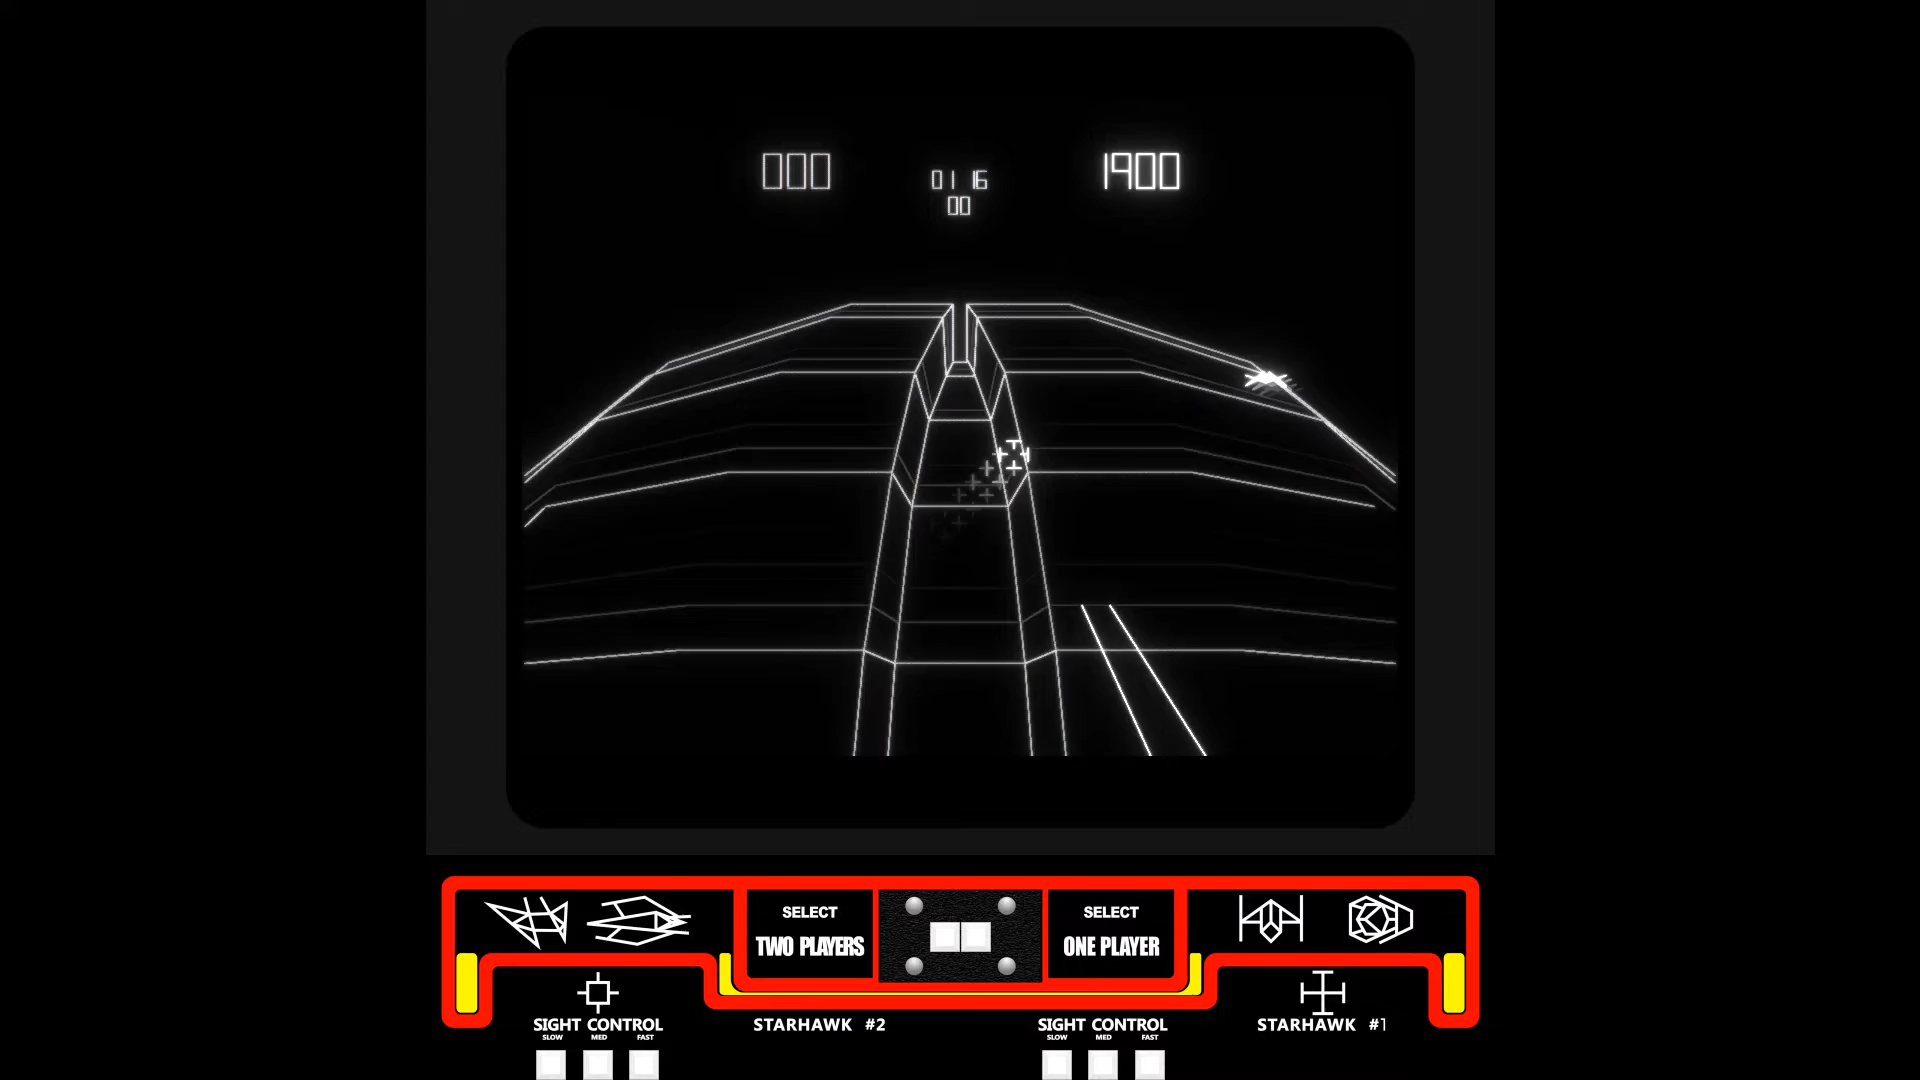 000 01 16 1900
00
SELECT SELECT
TWO PLAYERS ONE PLAYER
SIGHT CONTROL STARHAWK #2 SIGHT CONTROL STARHAWK #1
SLOW MED FAST SLOW MED FAST